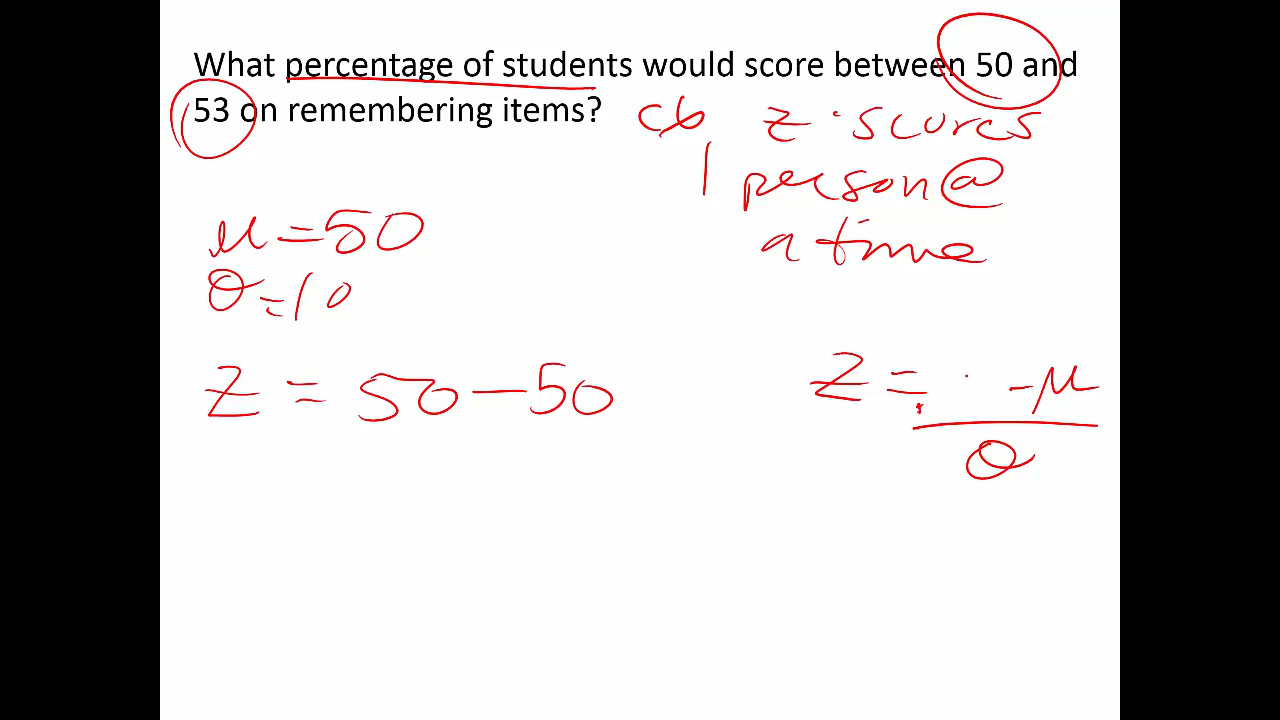 What percentage of students would score between 50 and
53 on remembering items?
c6 z-scores
1 person@
a time
μ=50
σ=10
Z = 50-50
Z = -μ
σ